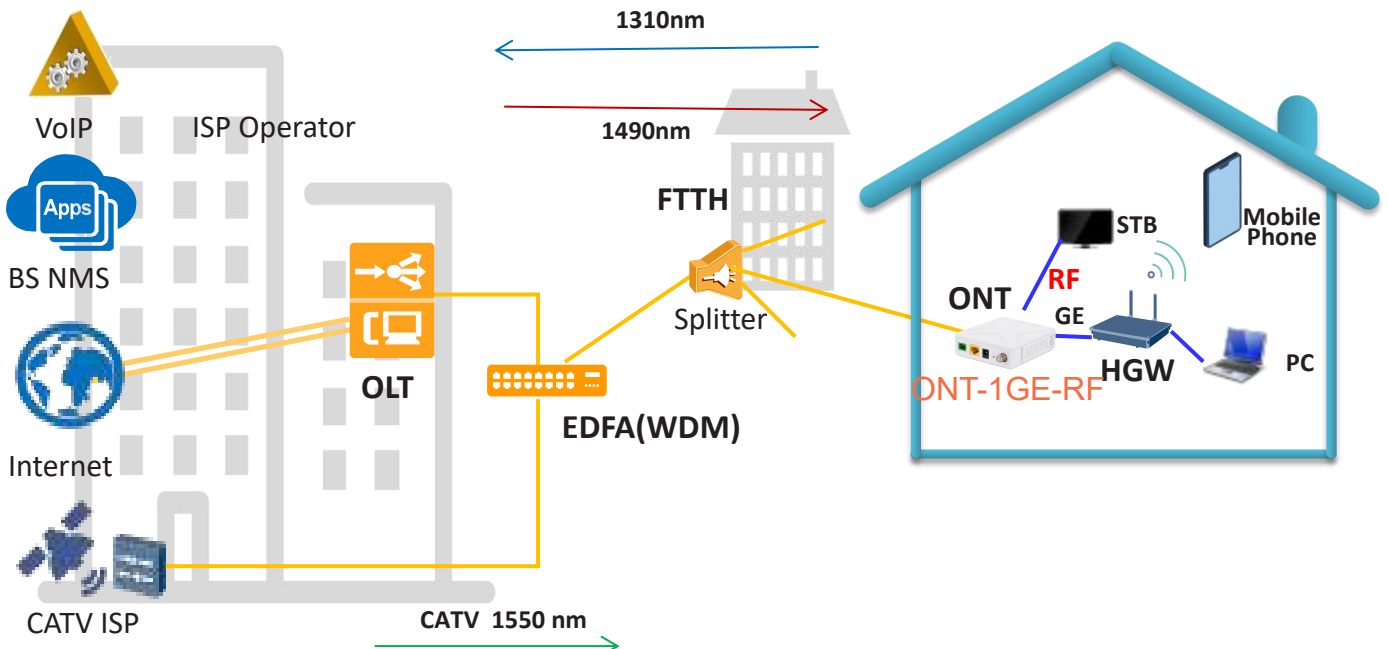 1310nm
1490nm
VoIP
ISP Operator
Apps
BS NMS
Internet
CATV ISP
OLT
EDFA(WDM)
CATV 1550 nm
FTTH
Splitter
ONT
ONT-1GE-RF
RF
GE
STB
Mobile
Phone
HGW
PC